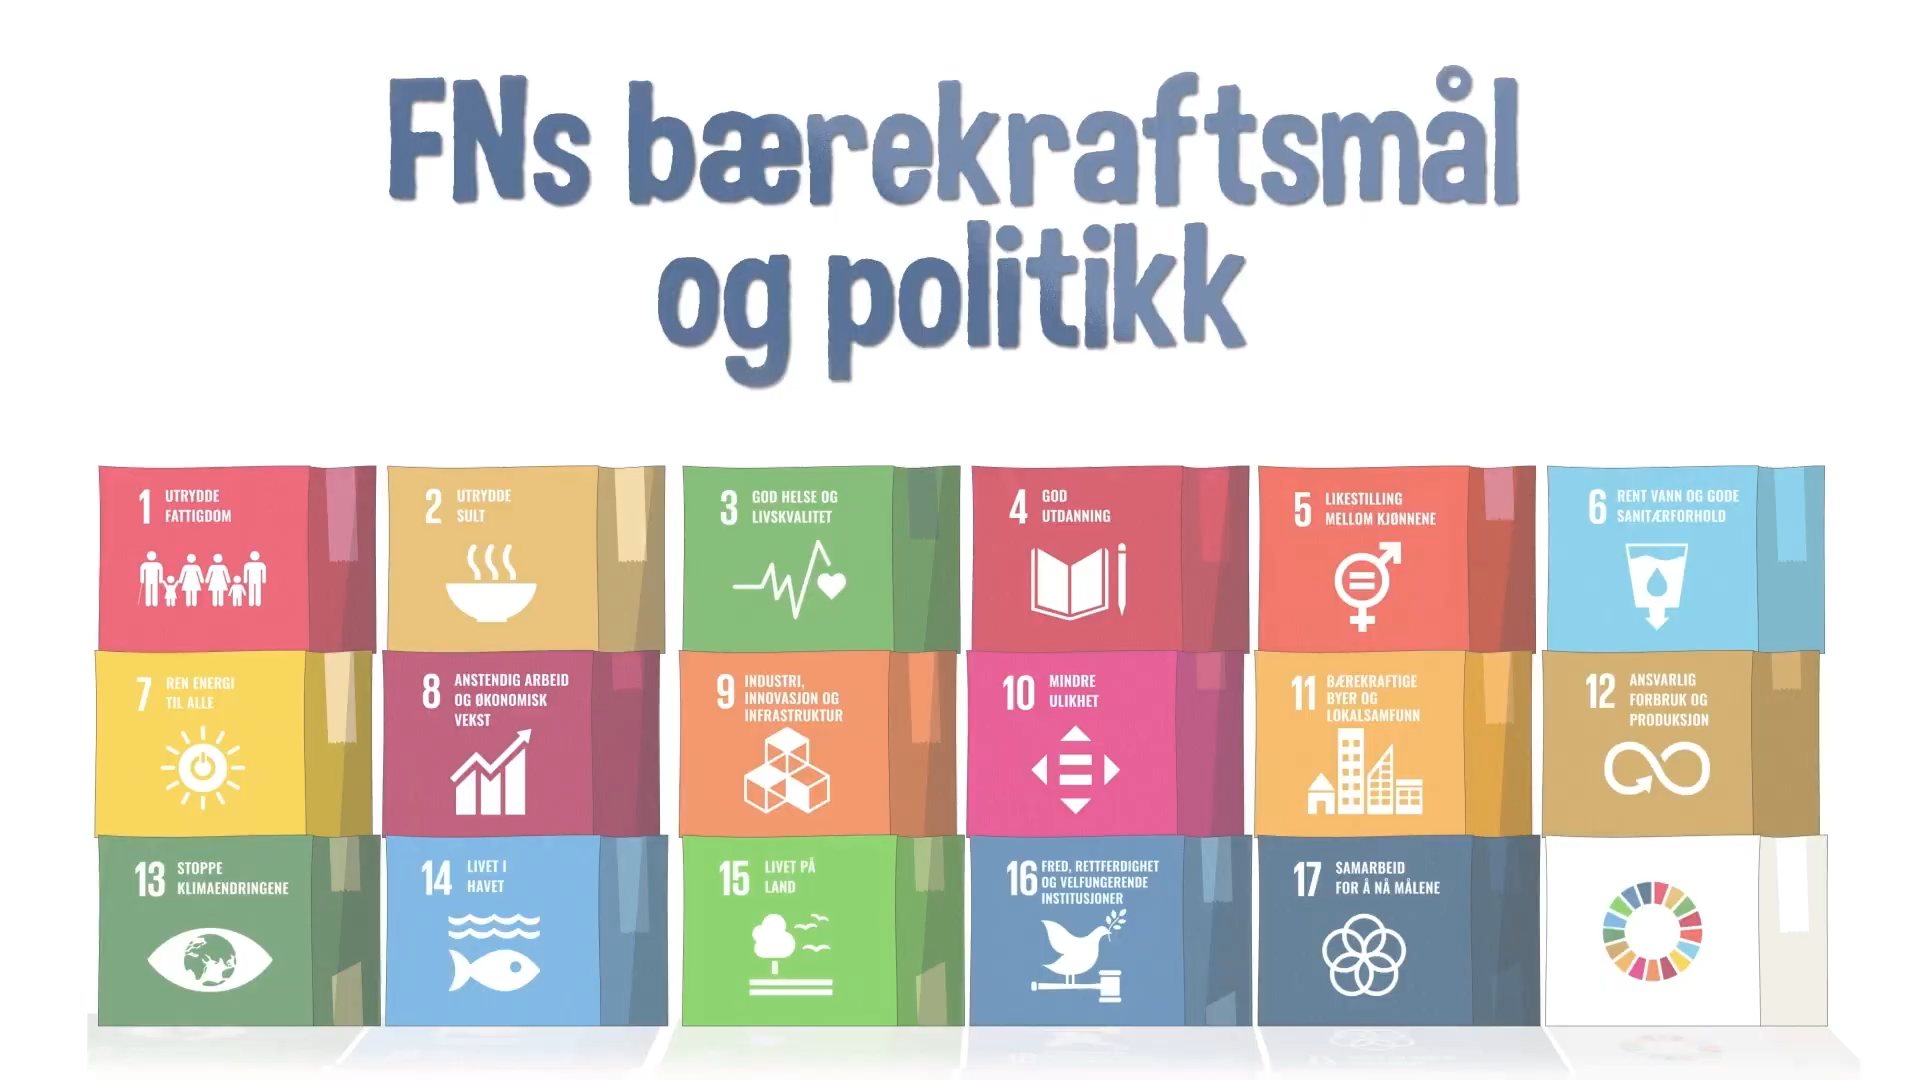 FNs bærekraftsmål
og politikk
1 UTRYDDE
FATTIGDOM
2 UTRYDDE
SULT
3 GOD HELSE OG
LIVSKVALITET
4 GOD
UTDANNING
5 LIKESTILLING
MELLOM KJØNNENE
6 RENT VANN OG GODE
SANITÆRFORHOLD
7 REN ENERGI
TIL ALLE
8 ANSTENDIG ARBEID
OG ØKONOMISK
VEKST
9 INDUSTRI,
INNOVASJON OG
INFRASTRUKTUR
10 MINDRE
ULIKHET
11 BÆREKRAFTIGE
BYER OG
LOKALSAMFUNN
12 ANSVARLIG
FORBRUK OG
PRODUKSJON
13 STOPPE
KLIMAENDRINGENE
14 LIVET I
HAVET
15 LIVET PÅ
LAND
16 FRED, RETTFERDIGHET
OG VELFUNGERENDE
INSTITUSJONER
17 SAMARBEID
FOR Å NÅ MÅLENE